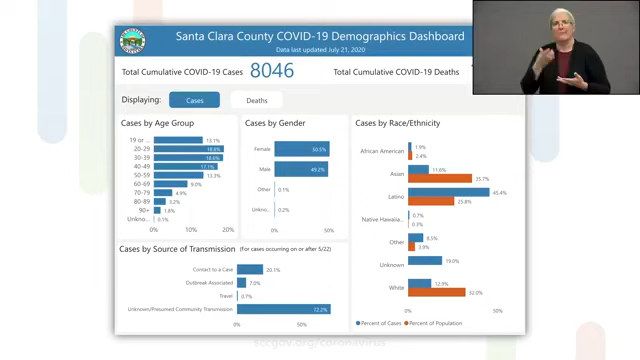 Santa Clara County COVID-19 Demographics Dashboard
Data last updated July 21, 2020
Total Cumulative COVID-19 Cases 8046
Total Cumulative COVID-19 Deaths
Displaying: Cases Deaths
Cases by Age Group
19 or ... 13.1%
20-29 18.8%
30-39 18.6%
40-49 17.1%
50-59 13.3%
60-69 9.0%
70-79 4.9%
80-89 3.2%
90+ 1.8%
Unkno... 0.1%
0% 10% 20%
Cases by Gender
Female 50.5%
Male 49.2%
Other 0.1%
Unkno... 0.2%
0% 50%
Cases by Race/Ethnicity
African American 1.9%
2.4%
Asian 11.6%
35.7%
Latino 45.4%
25.8%
Native Hawaiia... 0.7%
0.3%
Other 8.5%
3.9%
Unknown 19.0%
White 12.9%
32.0%
0% 50%
Percent of Cases Percent of Population
Cases by Source of Transmission (For cases occurring on or after 5/22)
Contact to a Case 20.1%
Outbreak Associated 7.0%
Travel 0.7%
Unknown/Presumed Community Transmission 72.2%
0% 50%
sccgov.org/coronavirus